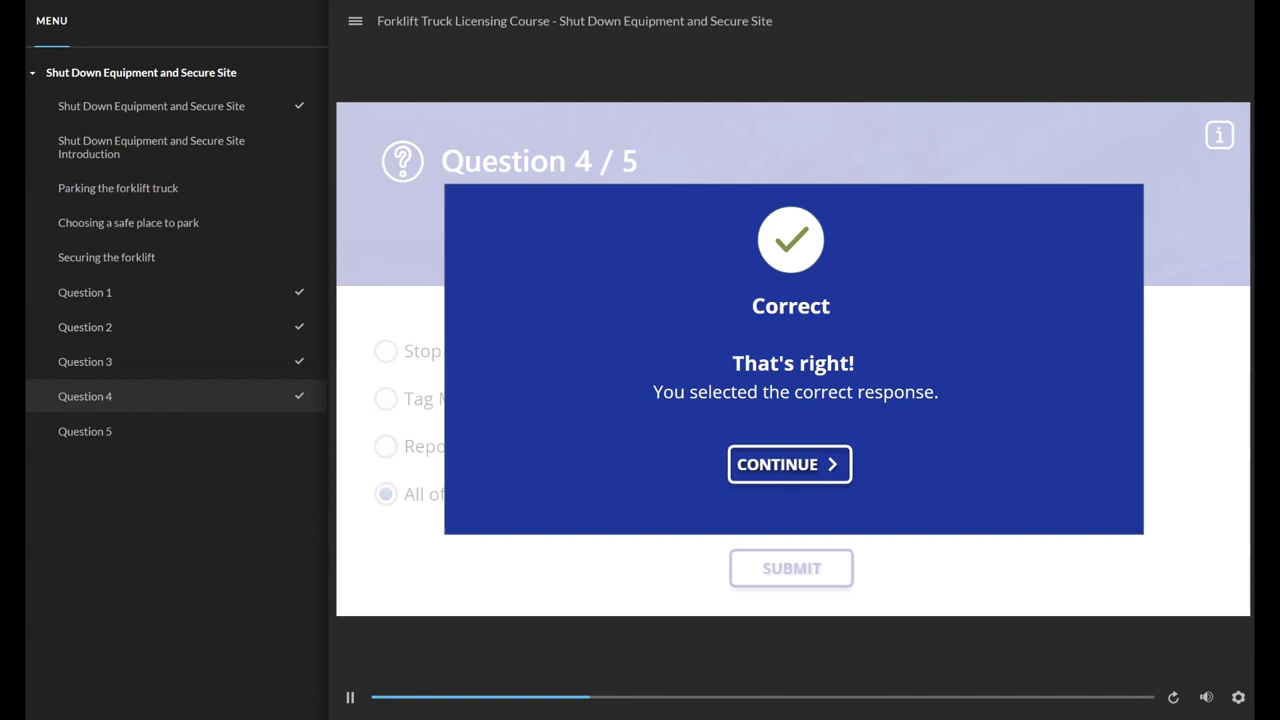 MENU
Forklift Truck Licensing Course - Shut Down Equipment and Secure Site
Shut Down Equipment and Secure Site
Shut Down Equipment and Secure Site
Shut Down Equipment and Secure Site
Introduction
Parking the forklift truck
Choosing a safe place to park
Securing the forklift
Question 1
Question 2
Question 3
Question 4
Question 5
Question 4 / 5
Correct
That's right!
You selected the correct response.
CONTINUE
Stop
Tag
Repo
All of
SUBMIT